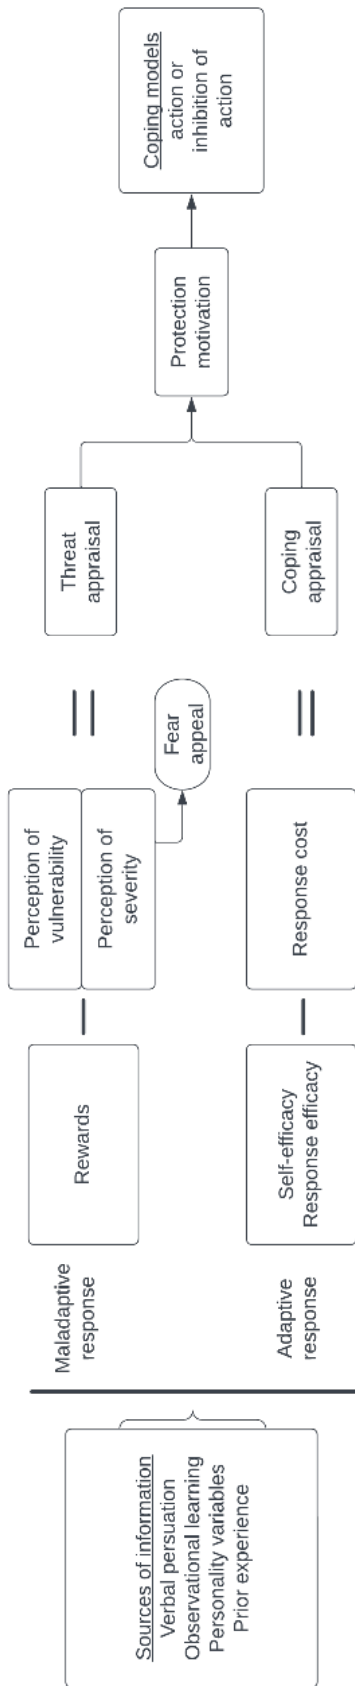 Sources of information
Verbal persuation
Observational learning
Personality variables
Prior experience
Maladaptive
response
Rewards
Perception of
vulnerability
Perception of
severity
Fear
appeal
Threat
appraisal
Adaptive
response
Self-efficacy
Response efficacy
Response cost
Coping
appraisal
Protection
motivation
Coping models
action or
inhibition of
action